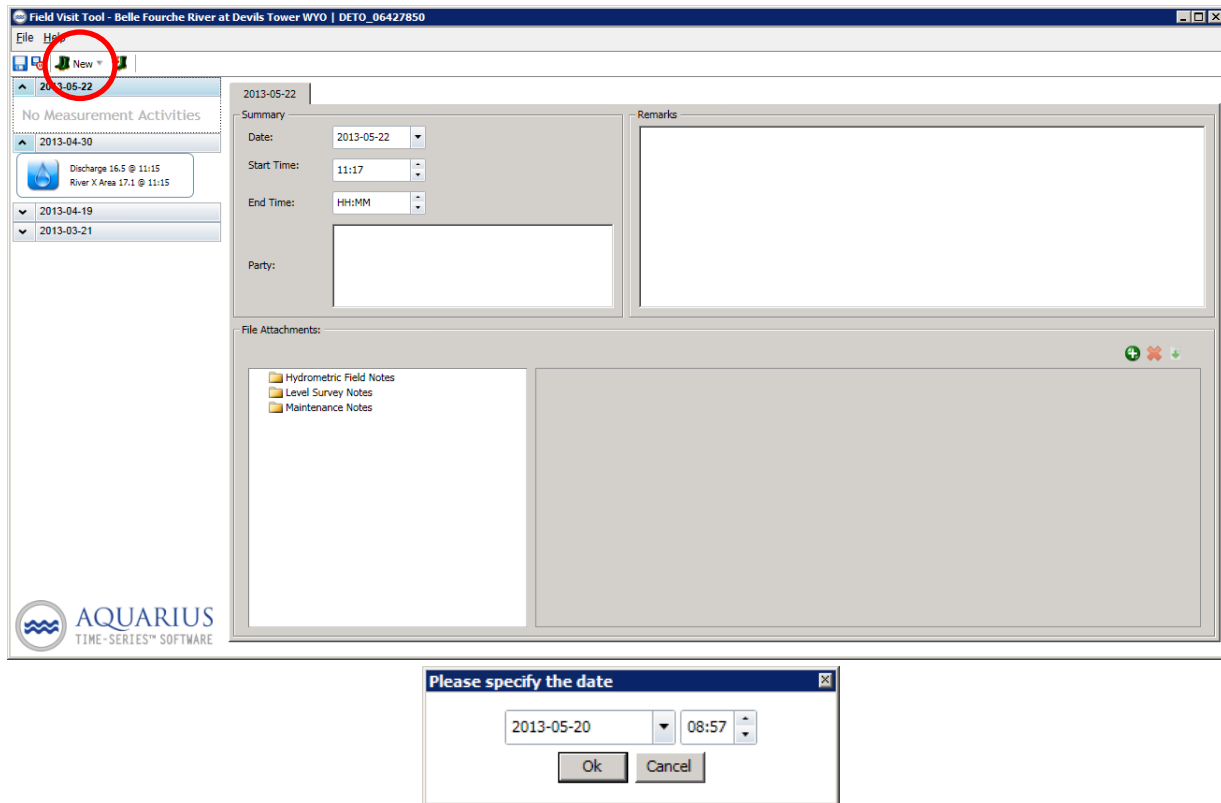 Field Visit Tool - Belle Fourche River at Devils Tower WYO | DETO_06427850
File Help
New
2013-05-22
No Measurement Activities
2013-04-30
Discharge 16.5 @ 11:15
River X Area 17.1 @ 11:15
2013-04-19
2013-03-21
2013-05-22
Summary
Date: 2013-05-22
Start Time: 11:17
End Time: HH:MM
Party:
Remarks
File Attachments:
Hydrometric Field Notes
Level Survey Notes
Maintenance Notes
AQUARIUS
TIME-SERIES™ SOFTWARE
Please specify the date
2013-05-20 08:57
Ok Cancel